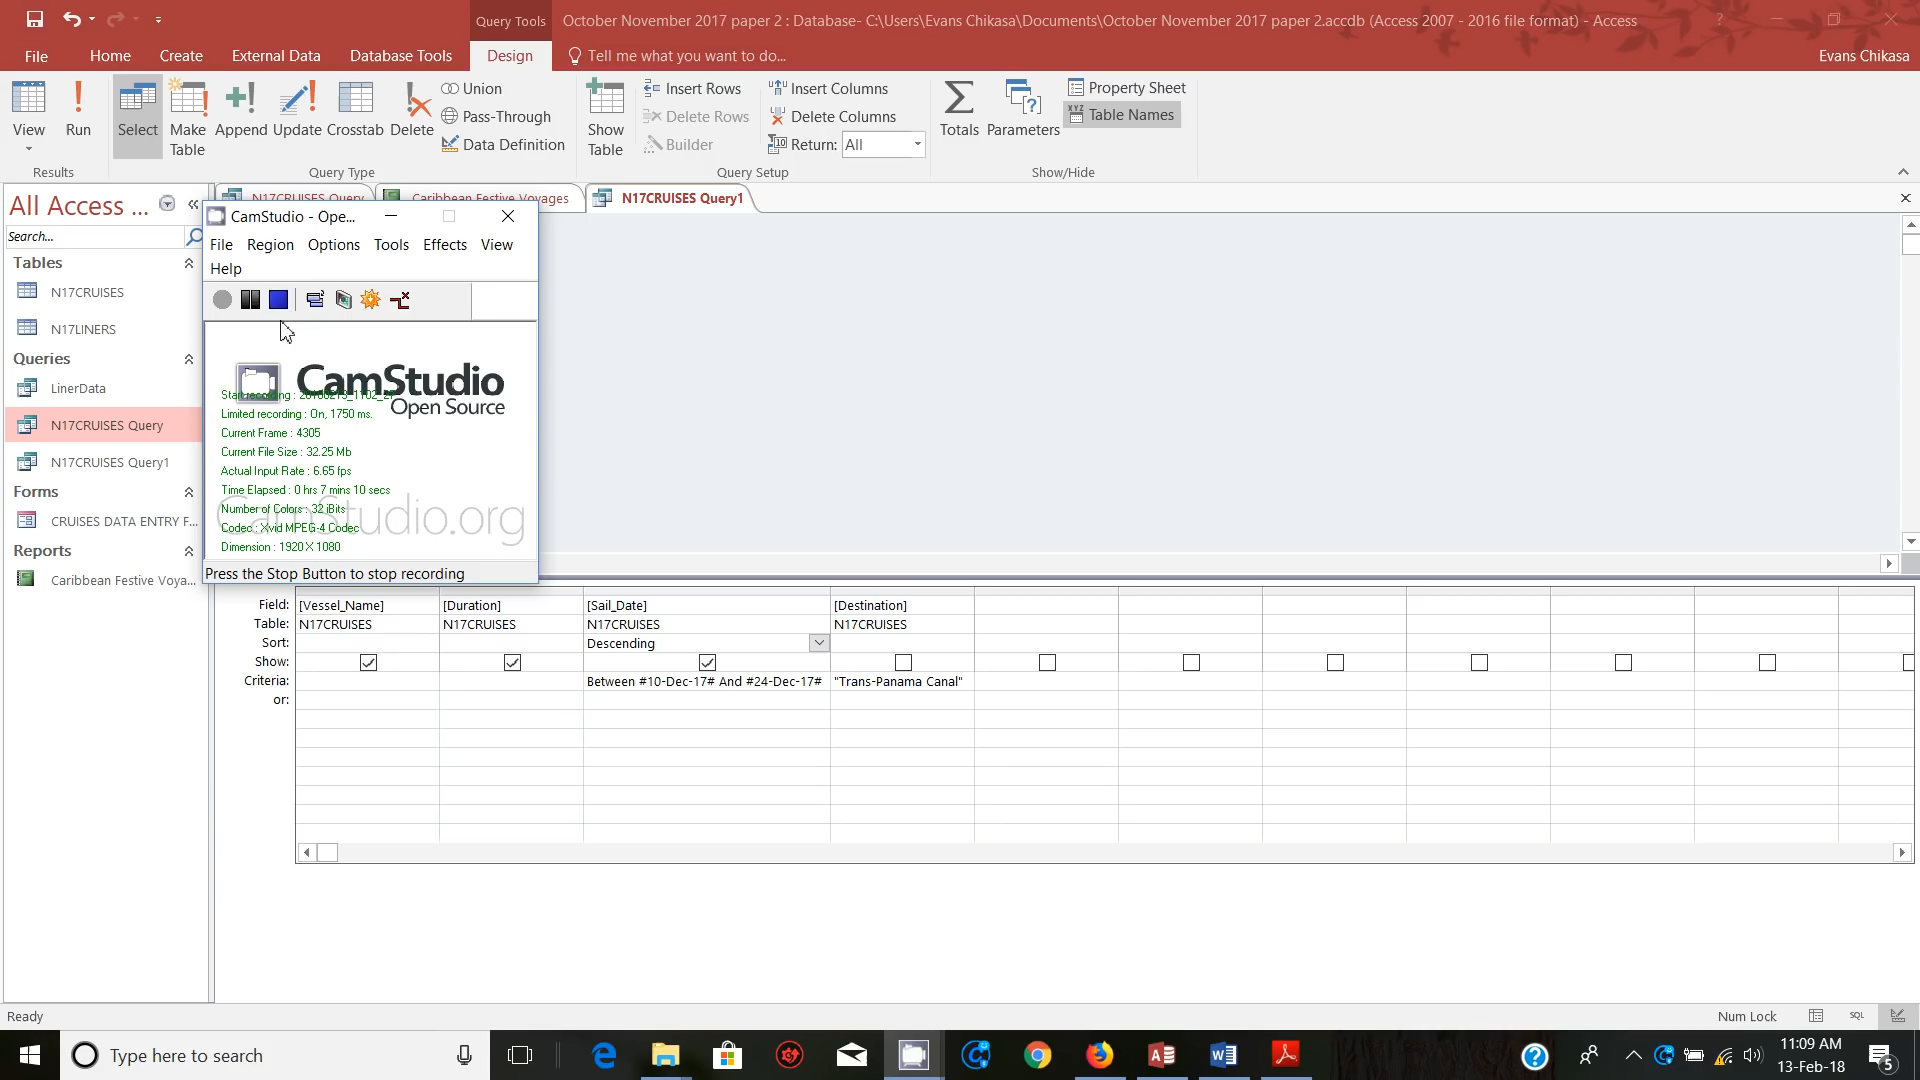 Query Tools
October November 2017 paper 2 : Database- C:\Users\Evans Chikasa\Documents\October November 2017 paper 2.accdb (Access 2007 - 2016 file format) - Access
File Home Create External Data Database Tools Design Tell me what you want to do... Evans Chikasa
View
Run
Select
Make Table
Append
Update
Crosstab
Delete
Union
Pass-Through
Data Definition
Show Table
Insert Rows
Delete Rows
Builder
Insert Columns
Delete Columns
Return: All
Totals
Parameters
Property Sheet
Table Names
Results Query Type Query Setup Show/Hide
All Access ...
Search...
Tables
N17CRUISES
N17LINERS
Queries
LinerData
N17CRUISES Query
N17CRUISES Query1
Forms
CRUISES DATA ENTRY F...
Reports
Caribbean Festive Voya...
N17CRUISES Query Caribbean Festive Voyages N17CRUISES Query1
CamStudio - Ope...
File Region Options Tools Effects View
Help
CamStudio
Open Source
Start recording :
Limited recording : On, 1750 ms.
Current Frame : 4305
Current File Size : 32.25 Mb
Actual Input Rate : 6.65 fps
Time Elapsed : 0 hrs 7 mins 10 secs
Number of Colors : 32 iBits
Codec : Xvid MPEG-4 Codec
Dimension : 1920 X 1080
CamStudio.org
Press the Stop Button to stop recording
Field: [Vessel_Name] [Duration] [Sail_Date] [Destination]
Table: N17CRUISES N17CRUISES N17CRUISES N17CRUISES
Sort: Descending
Show:
Criteria: Between #10-Dec-17# And #24-Dec-17# "Trans-Panama Canal"
or:
Ready Num Lock SQL
Type here to search
11:09 AM
13-Feb-18
5